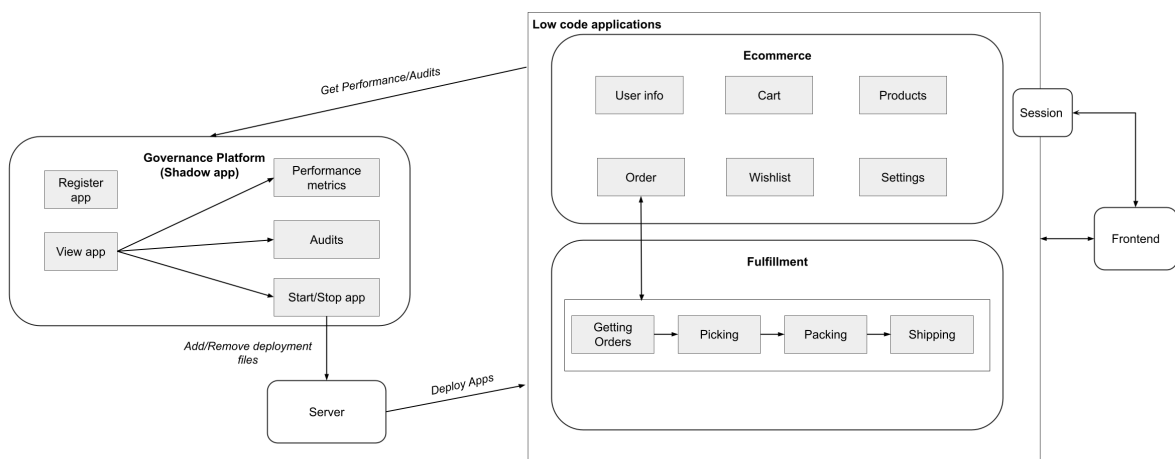 Low code applications
Ecommerce
Get Performance/Audits
User info
Cart
Products
Session
Governance Platform
(Shadow app)
Register
app
Performance
metrics
Order
Wishlist
Settings
View app
Audits
Frontend
Fulfillment
Start/Stop app
Getting
Orders
Picking
Packing
Shipping
Add/Remove deployment
files
Deploy Apps
Server